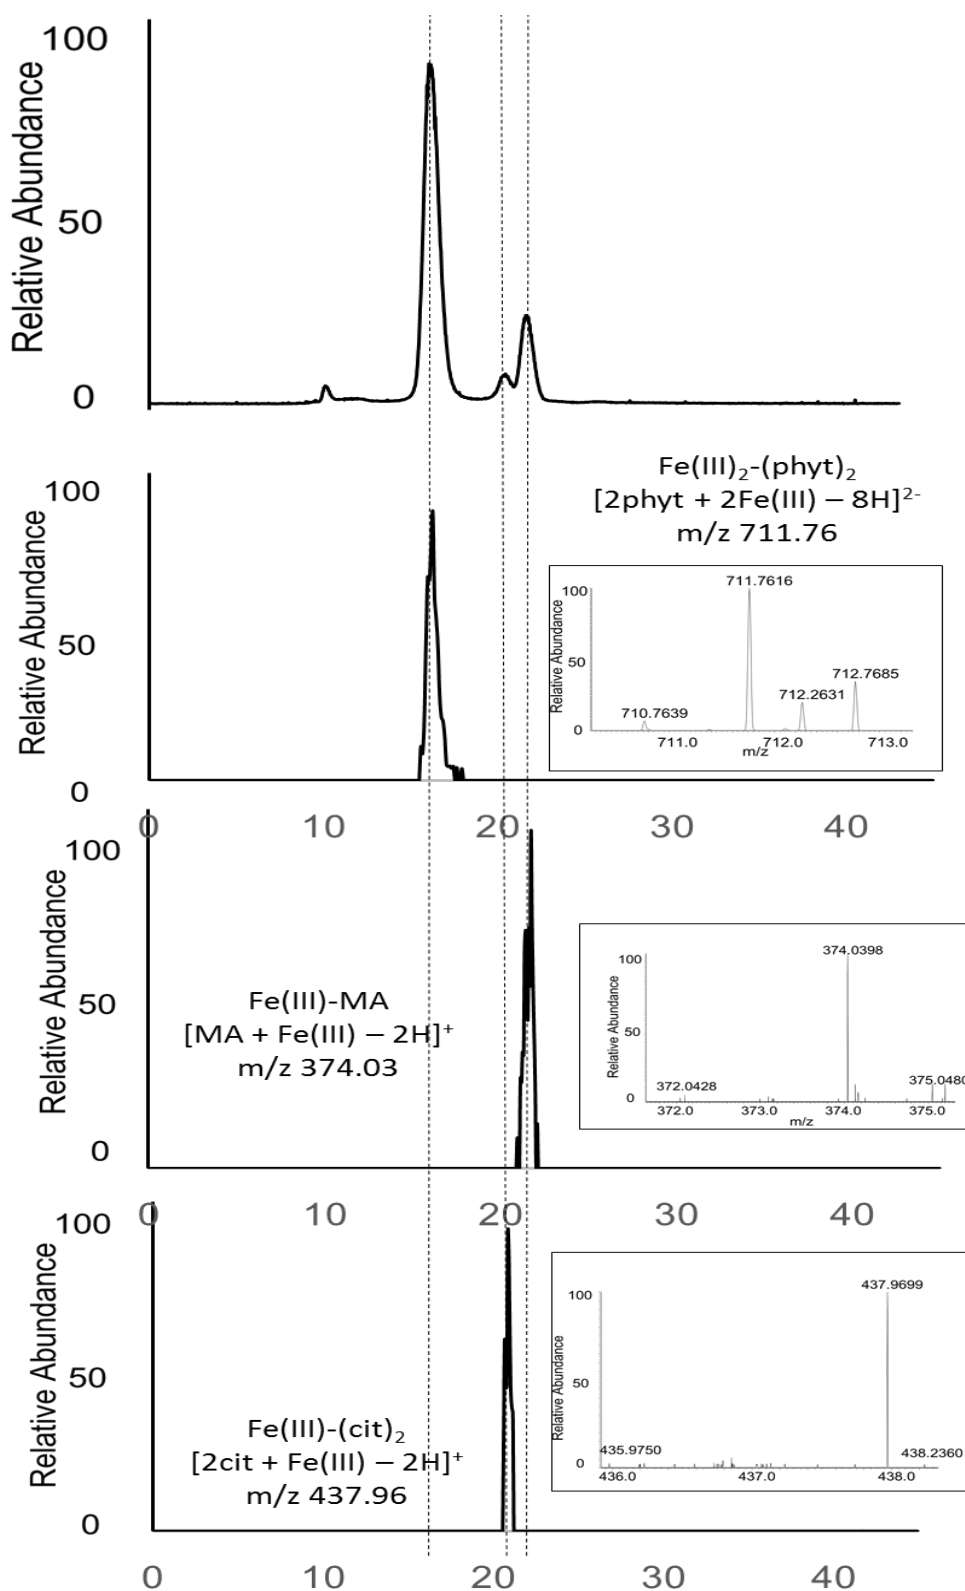 100
Relative Abundance
50
0
Fe(III)₂-(phyt)₂
[2phyt + 2Fe(III) – 8H]²⁻
m/z 711.76
100
Relative Abundance
50
0
100
Relative Abundance
50
0
711.7616
712.7685
712.2631
710.7639
711.0 712.0 713.0
m/z
0 10 20 30 40
100
Relative Abundance
50
0
Fe(III)-MA
[MA + Fe(III) – 2H]⁺
m/z 374.03
100
Relative Abundance
50
0
374.0398
372.0428
375.0480
372.0 373.0 374.0 375.0
m/z
0 10 20 30 40
100
Relative Abundance
50
0
Fe(III)-(cit)₂
[2cit + Fe(III) – 2H]⁺
m/z 437.96
100
Relative Abundance
50
0
437.9699
435.9750
438.2360
436.0 437.0 438.0
m/z
0 10 20 30 40